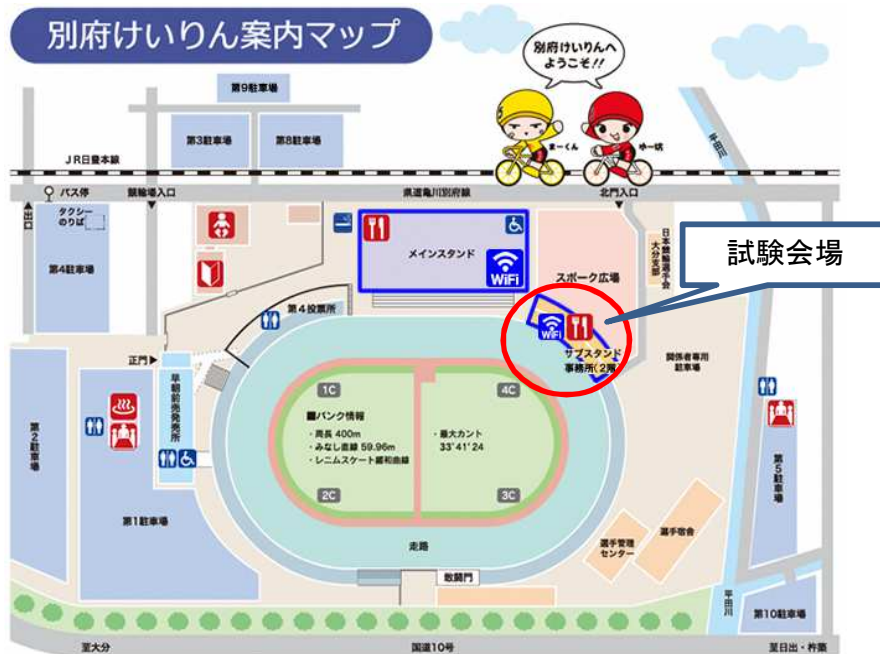 別府けいりん案内マップ
別府けいりんへ
ようこそ!!
まーくん
ゆー坊
平田川
第9駐車場
第3駐車場
第8駐車場
JR日豊本線
バス停
競輪場入口
県道亀川別府線
北門入口
▲出口
タクシー
のりば
第4駐車場
メインスタンド
WiFi
スポーク広場
日本競輪選手会
大分支部
試験会場
第4投票所
WiFi
サブスタンド
事務所(2階
関係者専用
駐車場
正門▶
早朝前売発売所
第2駐車場
第1駐車場
1C
4C
■バンク情報
・周長 400m
・みなし直線 59.96m
・レニムスケート緩和曲線
・最大カント
33°41'24
2C
3C
走路
敢闘門
選手管理
センター
選手宿舎
第5駐車場
平田川
第10駐車場
至大分
国道10号
至日出・杵築